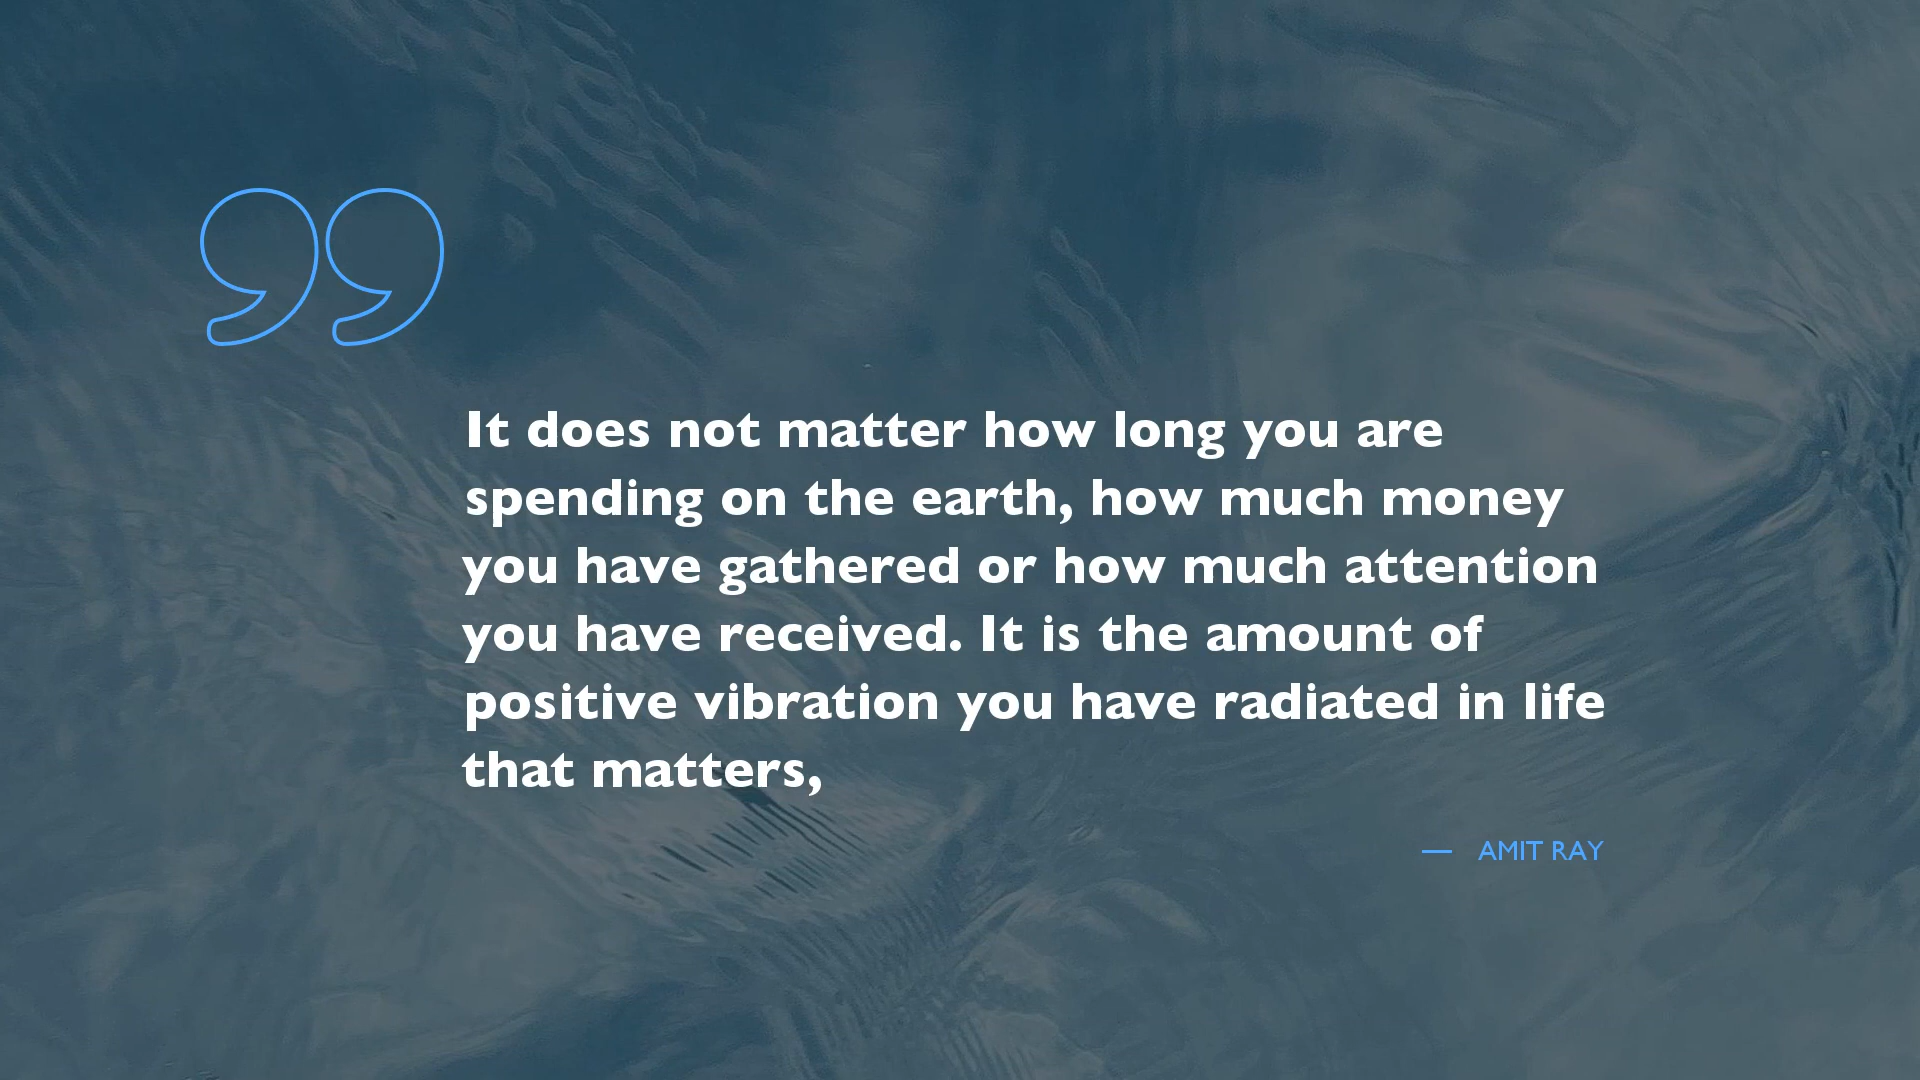 ”
It does not matter how long you are
spending on the earth, how much money
you have gathered or how much attention
you have received. It is the amount of
positive vibration you have radiated in life
that matters,
— AMIT RAY